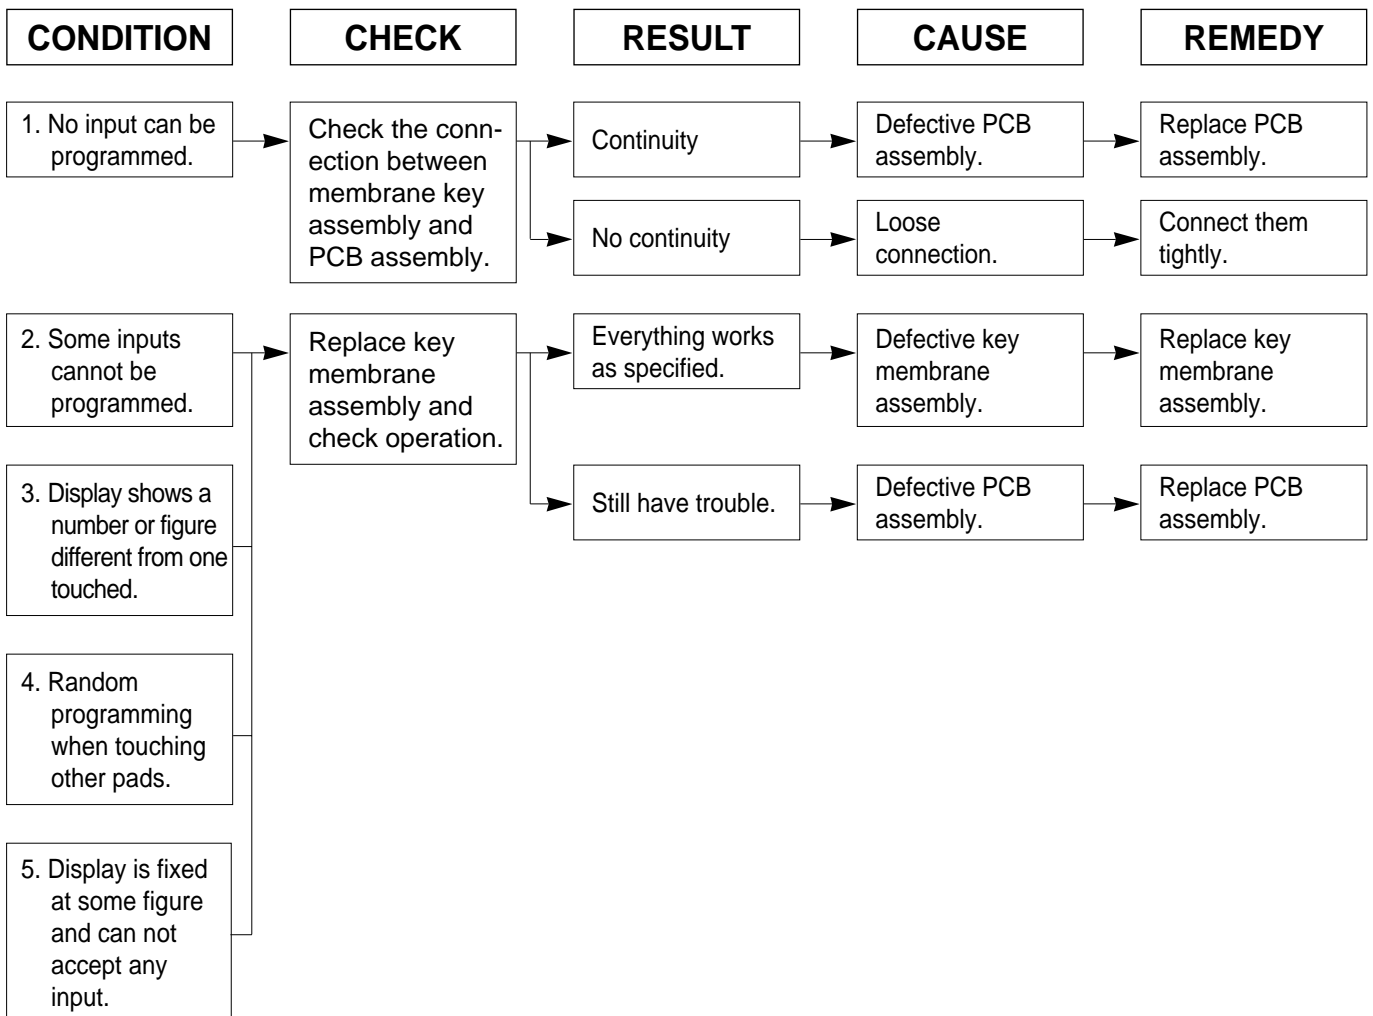 CONDITION
CHECK
RESULT
CAUSE
REMEDY
1. No input can be
programmed.
Check the conn-
ection between
membrane key
assembly and
PCB assembly.
Continuity
Defective PCB
assembly.
Replace PCB
assembly.
No continuity
Loose
connection.
Connect them
tightly.
2. Some inputs
cannot be
programmed.
Replace key
membrane
assembly and
check operation.
Everything works
as specified.
Defective key
membrane
assembly.
Replace key
membrane
assembly.
Still have trouble.
Defective PCB
assembly.
Replace PCB
assembly.
3. Display shows a
number or figure
different from one
touched.
4. Random
programming
when touching
other pads.
5. Display is fixed
at some figure
and can not
accept any
input.